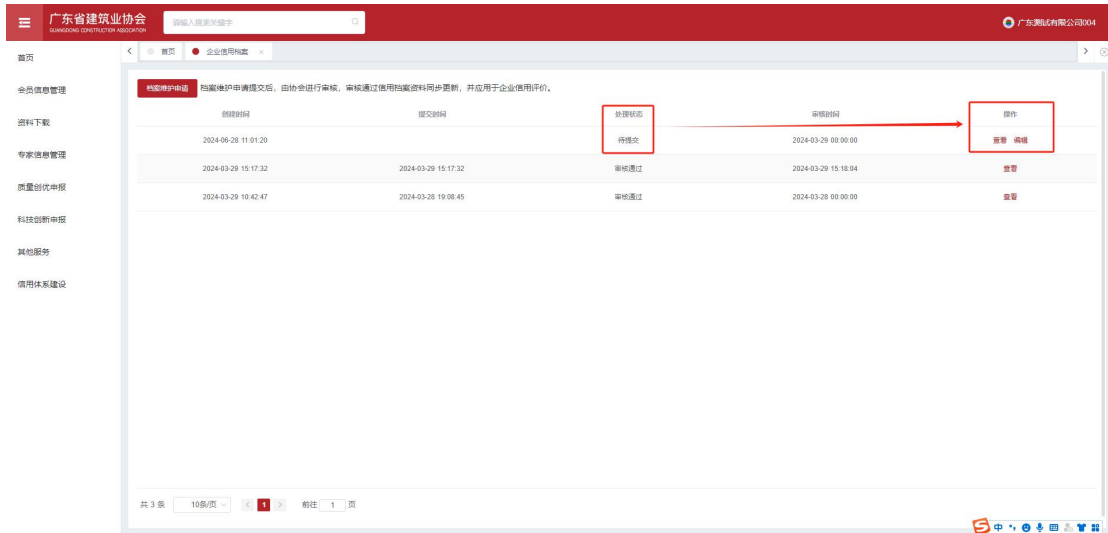 广东省建筑业协会
GUANGDONG CONSTRUCTION ASSOCIATION
请输入搜索关键字
广东测试有限公司004
首页
企业信用档案
首页
会员信息管理
资料下载
专家信息管理
质量创优申报
科技创新申报
其他服务
信用体系建设
档案维护申请 档案维护申请提交后，由协会进行审核，审核通过信用档案资料同步更新，并应用于企业信用评价。
创建时间 提交时间 处理状态 审核时间 操作
2024-06-28 11:01:20 待提交 2024-03-29 00:00:00 查看 编辑
2024-03-29 15:17:32 2024-03-29 15:17:32 审核通过 2024-03-29 15:18:04 查看
2024-03-29 10:42:47 2024-03-28 19:08:45 审核通过 2024-03-28 00:00:00 查看
共 3 条 10条/页 1 前往 1 页
中